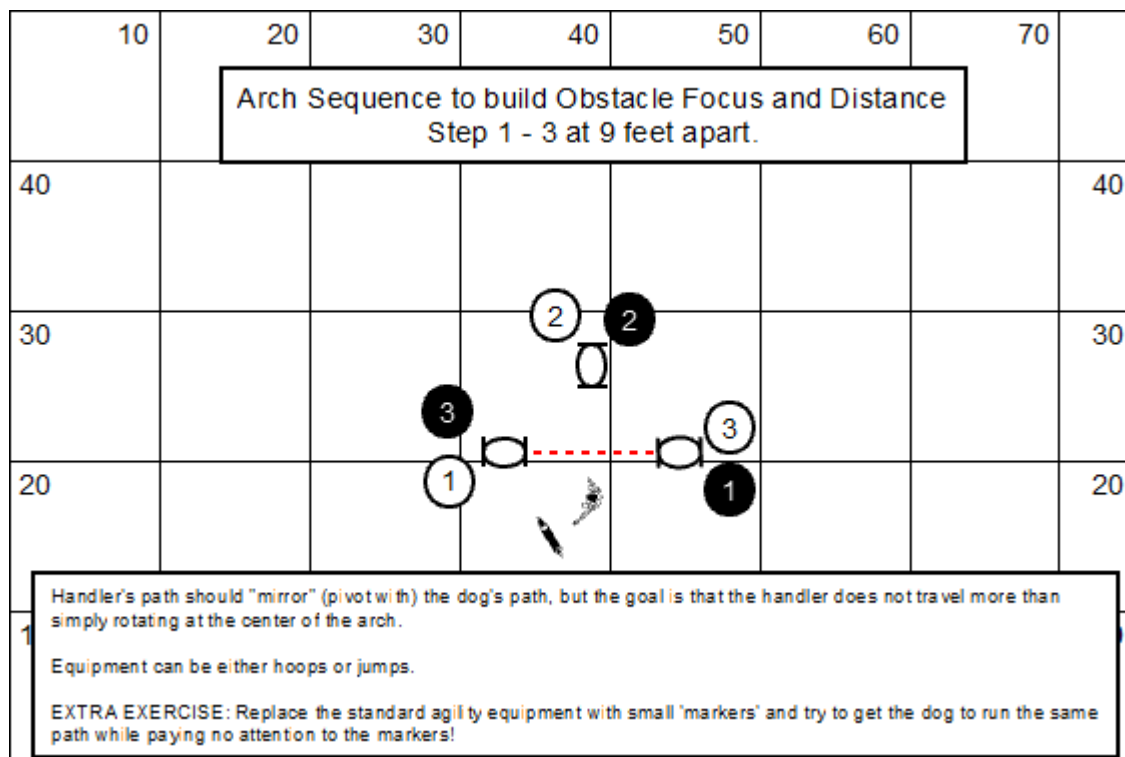 10 20 30 40 50 60 70
Arch Sequence to build Obstacle Focus and Distance
Step 1 - 3 at 9 feet apart.
40 40
2 2
30 30
3 3
1 1
20 20
Handler's path should "mirror" (pivot with) the dog's path, but the goal is that the handler does not travel more than
simply rotating at the center of the arch.
Equipment can be either hoops or jumps.
EXTRA EXERCISE: Replace the standard agility equipment with small 'markers' and try to get the dog to run the same
path while paying no attention to the markers!